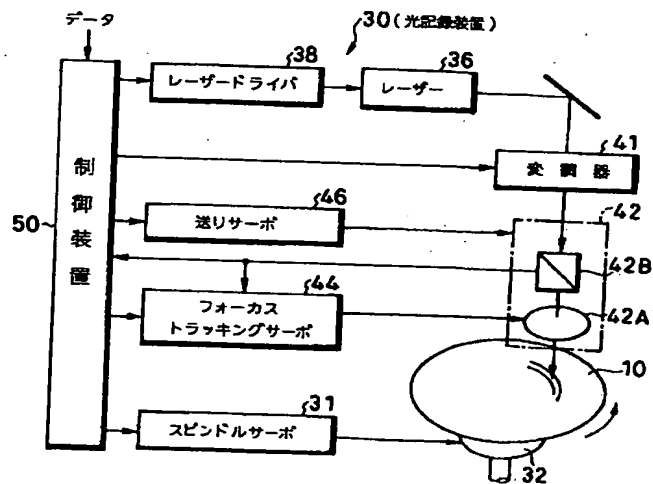 データ
30(光記録装置)
38
36
レーザードライバ
レーザー
41
変調器
制御装置
50
46
送りサーボ
42
42B
44
フォーカス
トラッキングサーボ
42A
10
31
スピンドルサーボ
32